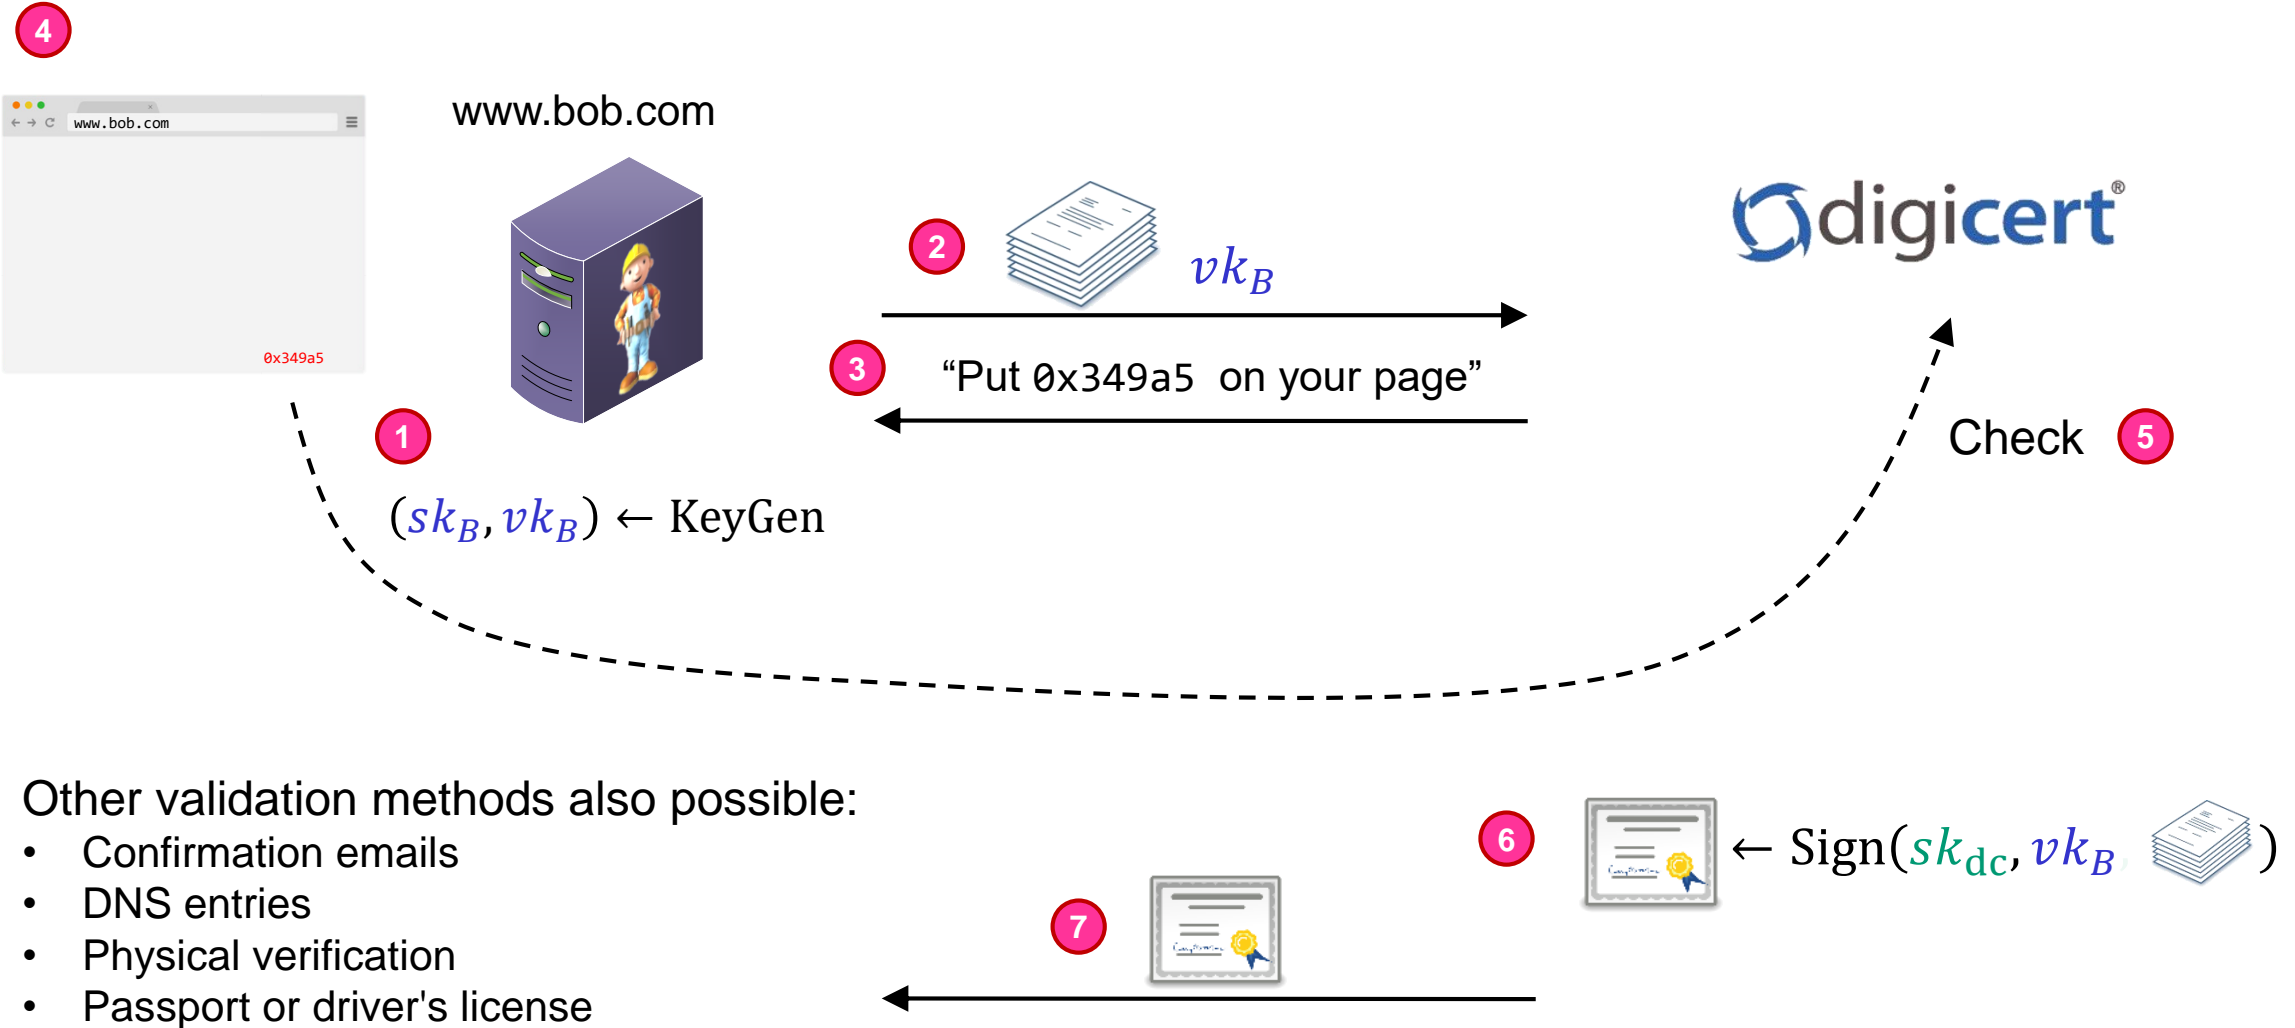 4
www.bob.com
www.bob.com
0x349a5
digicert®
2
vk_B
3
“Put 0x349a5 on your page”
1
Check 5
(sk_B, vk_B) ← KeyGen
Other validation methods also possible:
• Confirmation emails
• DNS entries
• Physical verification
• Passport or driver's license
6
← Sign(sk_dc, vk_B, )
7